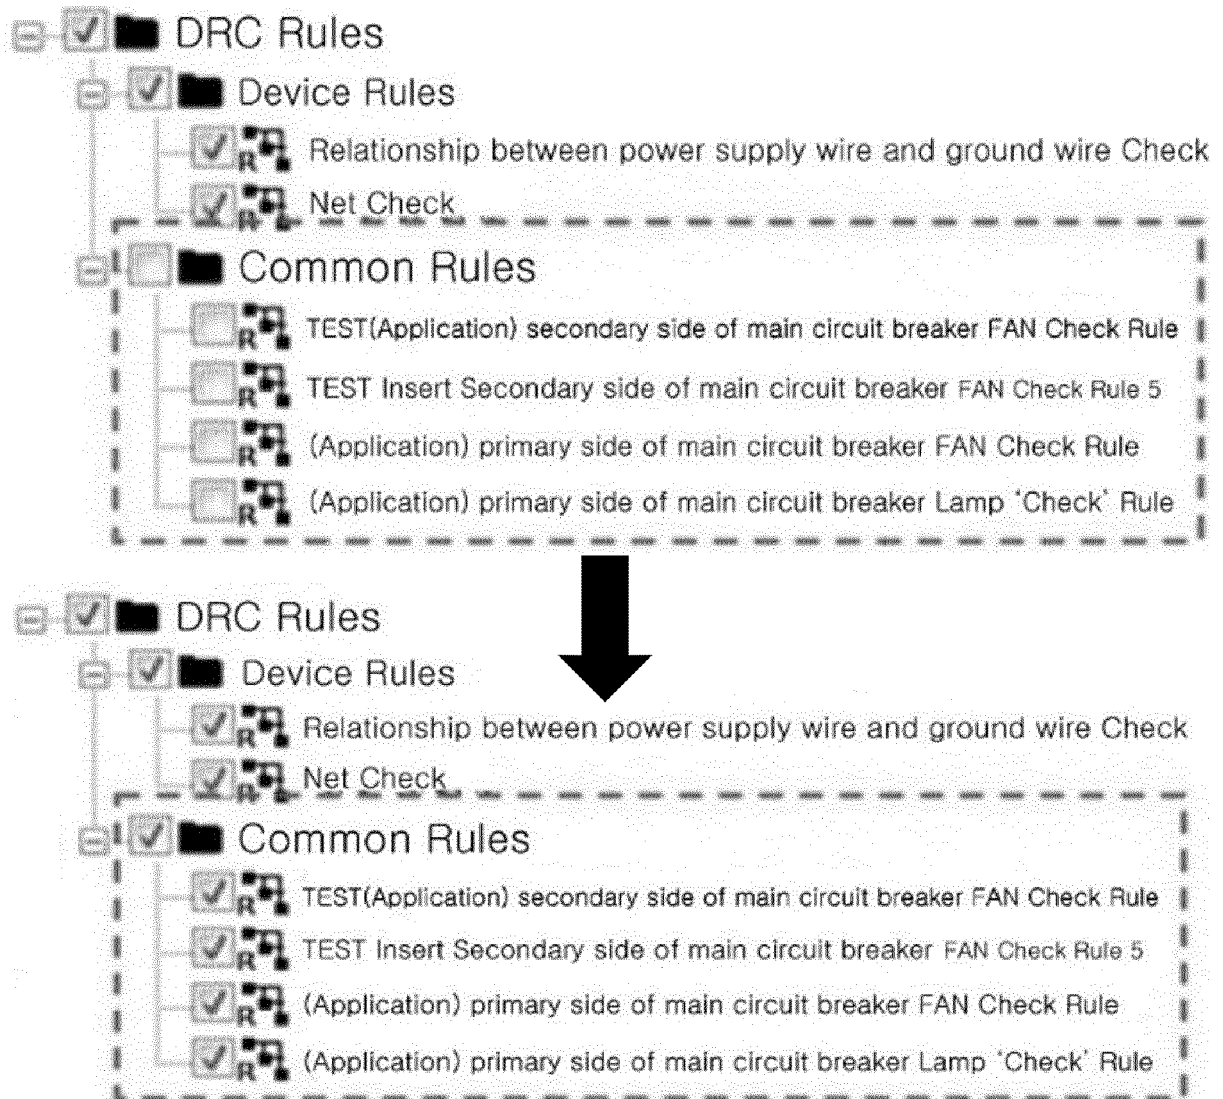 DRC Rules
Device Rules
R Relationship between power supply wire and ground wire Check
R Net Check
Common Rules
R TEST(Application) secondary side of main circuit breaker FAN Check Rule
R TEST Insert Secondary side of main circuit breaker FAN Check Rule 5
R (Application) primary side of main circuit breaker FAN Check Rule
R (Application) primary side of main circuit breaker Lamp ‘Check’ Rule
DRC Rules
Device Rules
R Relationship between power supply wire and ground wire Check
R Net Check
Common Rules
R TEST(Application) secondary side of main circuit breaker FAN Check Rule
R TEST Insert Secondary side of main circuit breaker FAN Check Rule 5
R (Application) primary side of main circuit breaker FAN Check Rule
R (Application) primary side of main circuit breaker Lamp ‘Check’ Rule